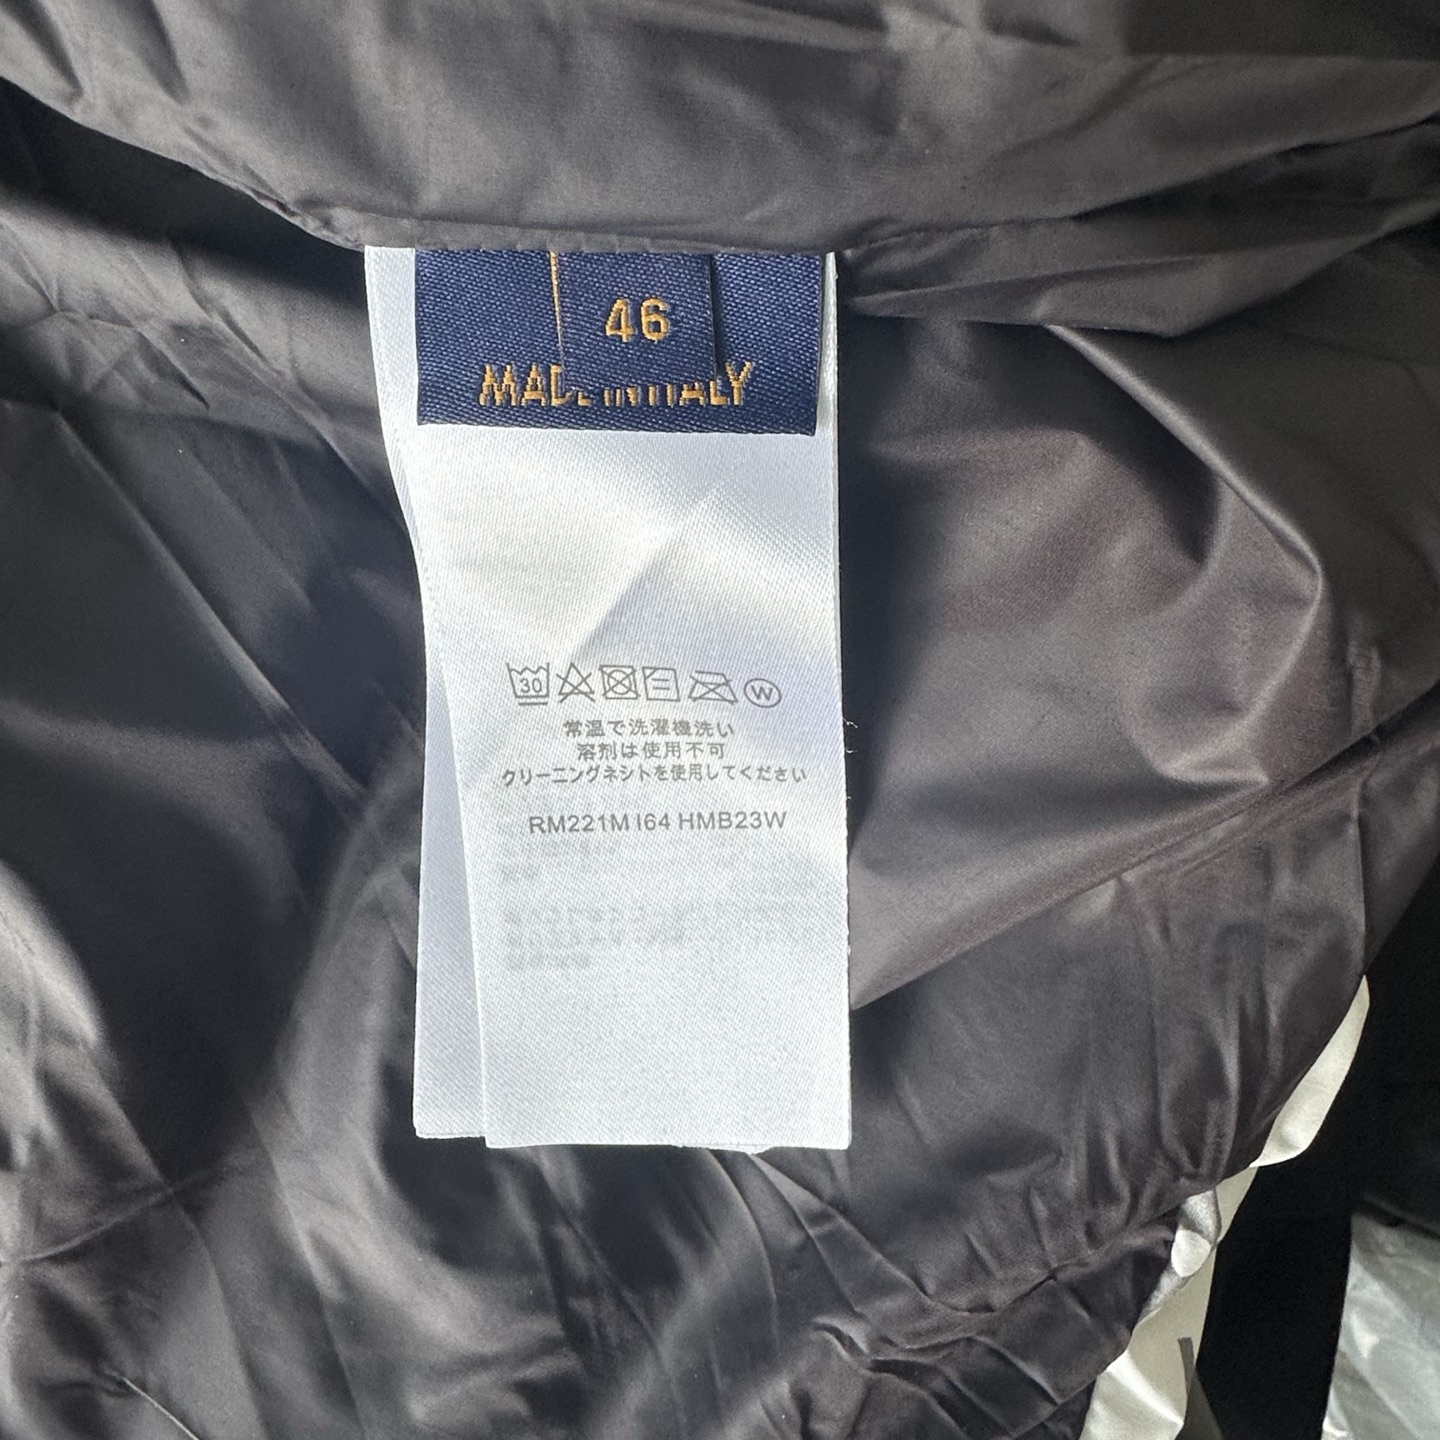 46
MADE IN ITALY
30
W
常温で洗濯機洗い
溶剤は使用不可
クリーニングネシトを使用してください
RM221M I64 HMB23W